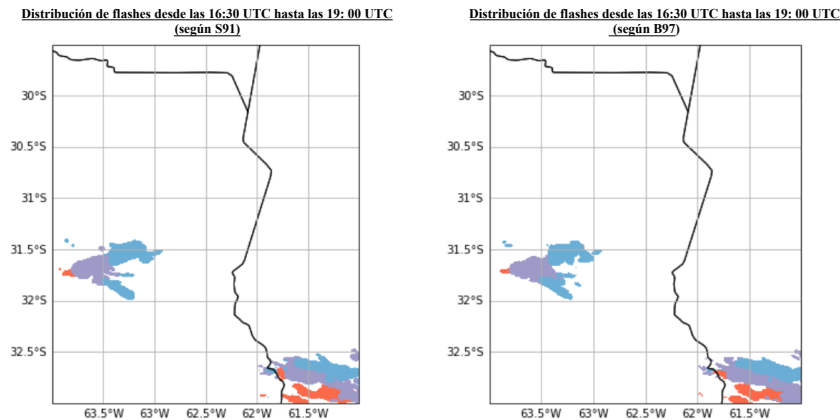 Distribución de flashes desde las 16:30 UTC hasta las 19: 00 UTC
(según S91)
30°S
30.5°S
31°S
31.5°S
32°S
32.5°S
63.5°W 63°W 62.5°W 62°W 61.5°W
Distribución de flashes desde las 16:30 UTC hasta las 19: 00 UTC
(según B97)
30°S
30.5°S
31°S
31.5°S
32°S
32.5°S
63.5°W 63°W 62.5°W 62°W 61.5°W